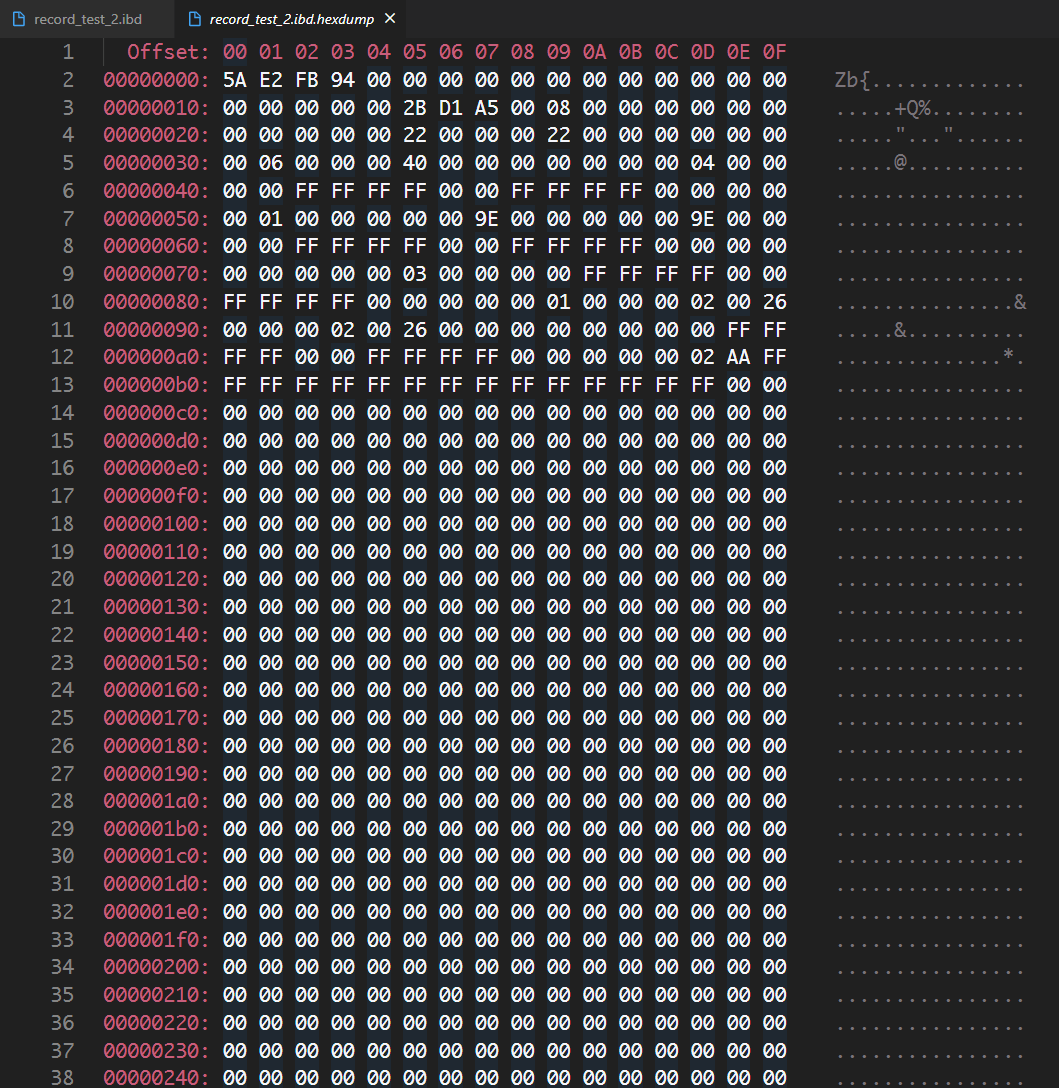 record_test_2.ibd
record_test_2.ibd.hexdump ×
1 Offset: 00 01 02 03 04 05 06 07 08 09 0A 0B 0C 0D 0E 0F
2 00000000: 5A E2 FB 94 00 00 00 00 00 00 00 00 00 00 00 00 Zb{.............
3 00000010: 00 00 00 00 00 2B D1 A5 00 08 00 00 00 00 00 00 .....+Q%........
4 00000020: 00 00 00 00 00 22 00 00 00 22 00 00 00 00 00 00 ....."..."......
5 00000030: 00 06 00 00 00 40 00 00 00 00 00 00 00 04 00 00 .....@..........
6 00000040: 00 00 FF FF FF FF 00 00 FF FF FF FF 00 00 00 00 ................
7 00000050: 00 01 00 00 00 00 00 9E 00 00 00 00 00 9E 00 00 ................
8 00000060: 00 00 FF FF FF FF 00 00 FF FF FF FF 00 00 00 00 ................
9 00000070: 00 00 00 00 00 03 00 00 00 00 FF FF FF FF 00 00 ................
10 00000080: FF FF FF FF 00 00 00 00 00 01 00 00 00 02 00 26 ...............&
11 00000090: 00 00 00 02 00 26 00 00 00 00 00 00 00 00 FF FF .....&..........
12 000000a0: FF FF 00 00 FF FF FF FF 00 00 00 00 00 02 AA FF ..............*.
13 000000b0: FF FF FF FF FF FF FF FF FF FF FF FF FF FF 00 00 ................
14 000000c0: 00 00 00 00 00 00 00 00 00 00 00 00 00 00 00 00 ................
15 000000d0: 00 00 00 00 00 00 00 00 00 00 00 00 00 00 00 00 ................
16 000000e0: 00 00 00 00 00 00 00 00 00 00 00 00 00 00 00 00 ................
17 000000f0: 00 00 00 00 00 00 00 00 00 00 00 00 00 00 00 00 ................
18 00000100: 00 00 00 00 00 00 00 00 00 00 00 00 00 00 00 00 ................
19 00000110: 00 00 00 00 00 00 00 00 00 00 00 00 00 00 00 00 ................
20 00000120: 00 00 00 00 00 00 00 00 00 00 00 00 00 00 00 00 ................
21 00000130: 00 00 00 00 00 00 00 00 00 00 00 00 00 00 00 00 ................
22 00000140: 00 00 00 00 00 00 00 00 00 00 00 00 00 00 00 00 ................
23 00000150: 00 00 00 00 00 00 00 00 00 00 00 00 00 00 00 00 ................
24 00000160: 00 00 00 00 00 00 00 00 00 00 00 00 00 00 00 00 ................
25 00000170: 00 00 00 00 00 00 00 00 00 00 00 00 00 00 00 00 ................
26 00000180: 00 00 00 00 00 00 00 00 00 00 00 00 00 00 00 00 ................
27 00000190: 00 00 00 00 00 00 00 00 00 00 00 00 00 00 00 00 ................
28 000001a0: 00 00 00 00 00 00 00 00 00 00 00 00 00 00 00 00 ................
29 000001b0: 00 00 00 00 00 00 00 00 00 00 00 00 00 00 00 00 ................
30 000001c0: 00 00 00 00 00 00 00 00 00 00 00 00 00 00 00 00 ................
31 000001d0: 00 00 00 00 00 00 00 00 00 00 00 00 00 00 00 00 ................
32 000001e0: 00 00 00 00 00 00 00 00 00 00 00 00 00 00 00 00 ................
33 000001f0: 00 00 00 00 00 00 00 00 00 00 00 00 00 00 00 00 ................
34 00000200: 00 00 00 00 00 00 00 00 00 00 00 00 00 00 00 00 ................
35 00000210: 00 00 00 00 00 00 00 00 00 00 00 00 00 00 00 00 ................
36 00000220: 00 00 00 00 00 00 00 00 00 00 00 00 00 00 00 00 ................
37 00000230: 00 00 00 00 00 00 00 00 00 00 00 00 00 00 00 00 ................
38 00000240: 00 00 00 00 00 00 00 00 00 00 00 00 00 00 00 00 ................